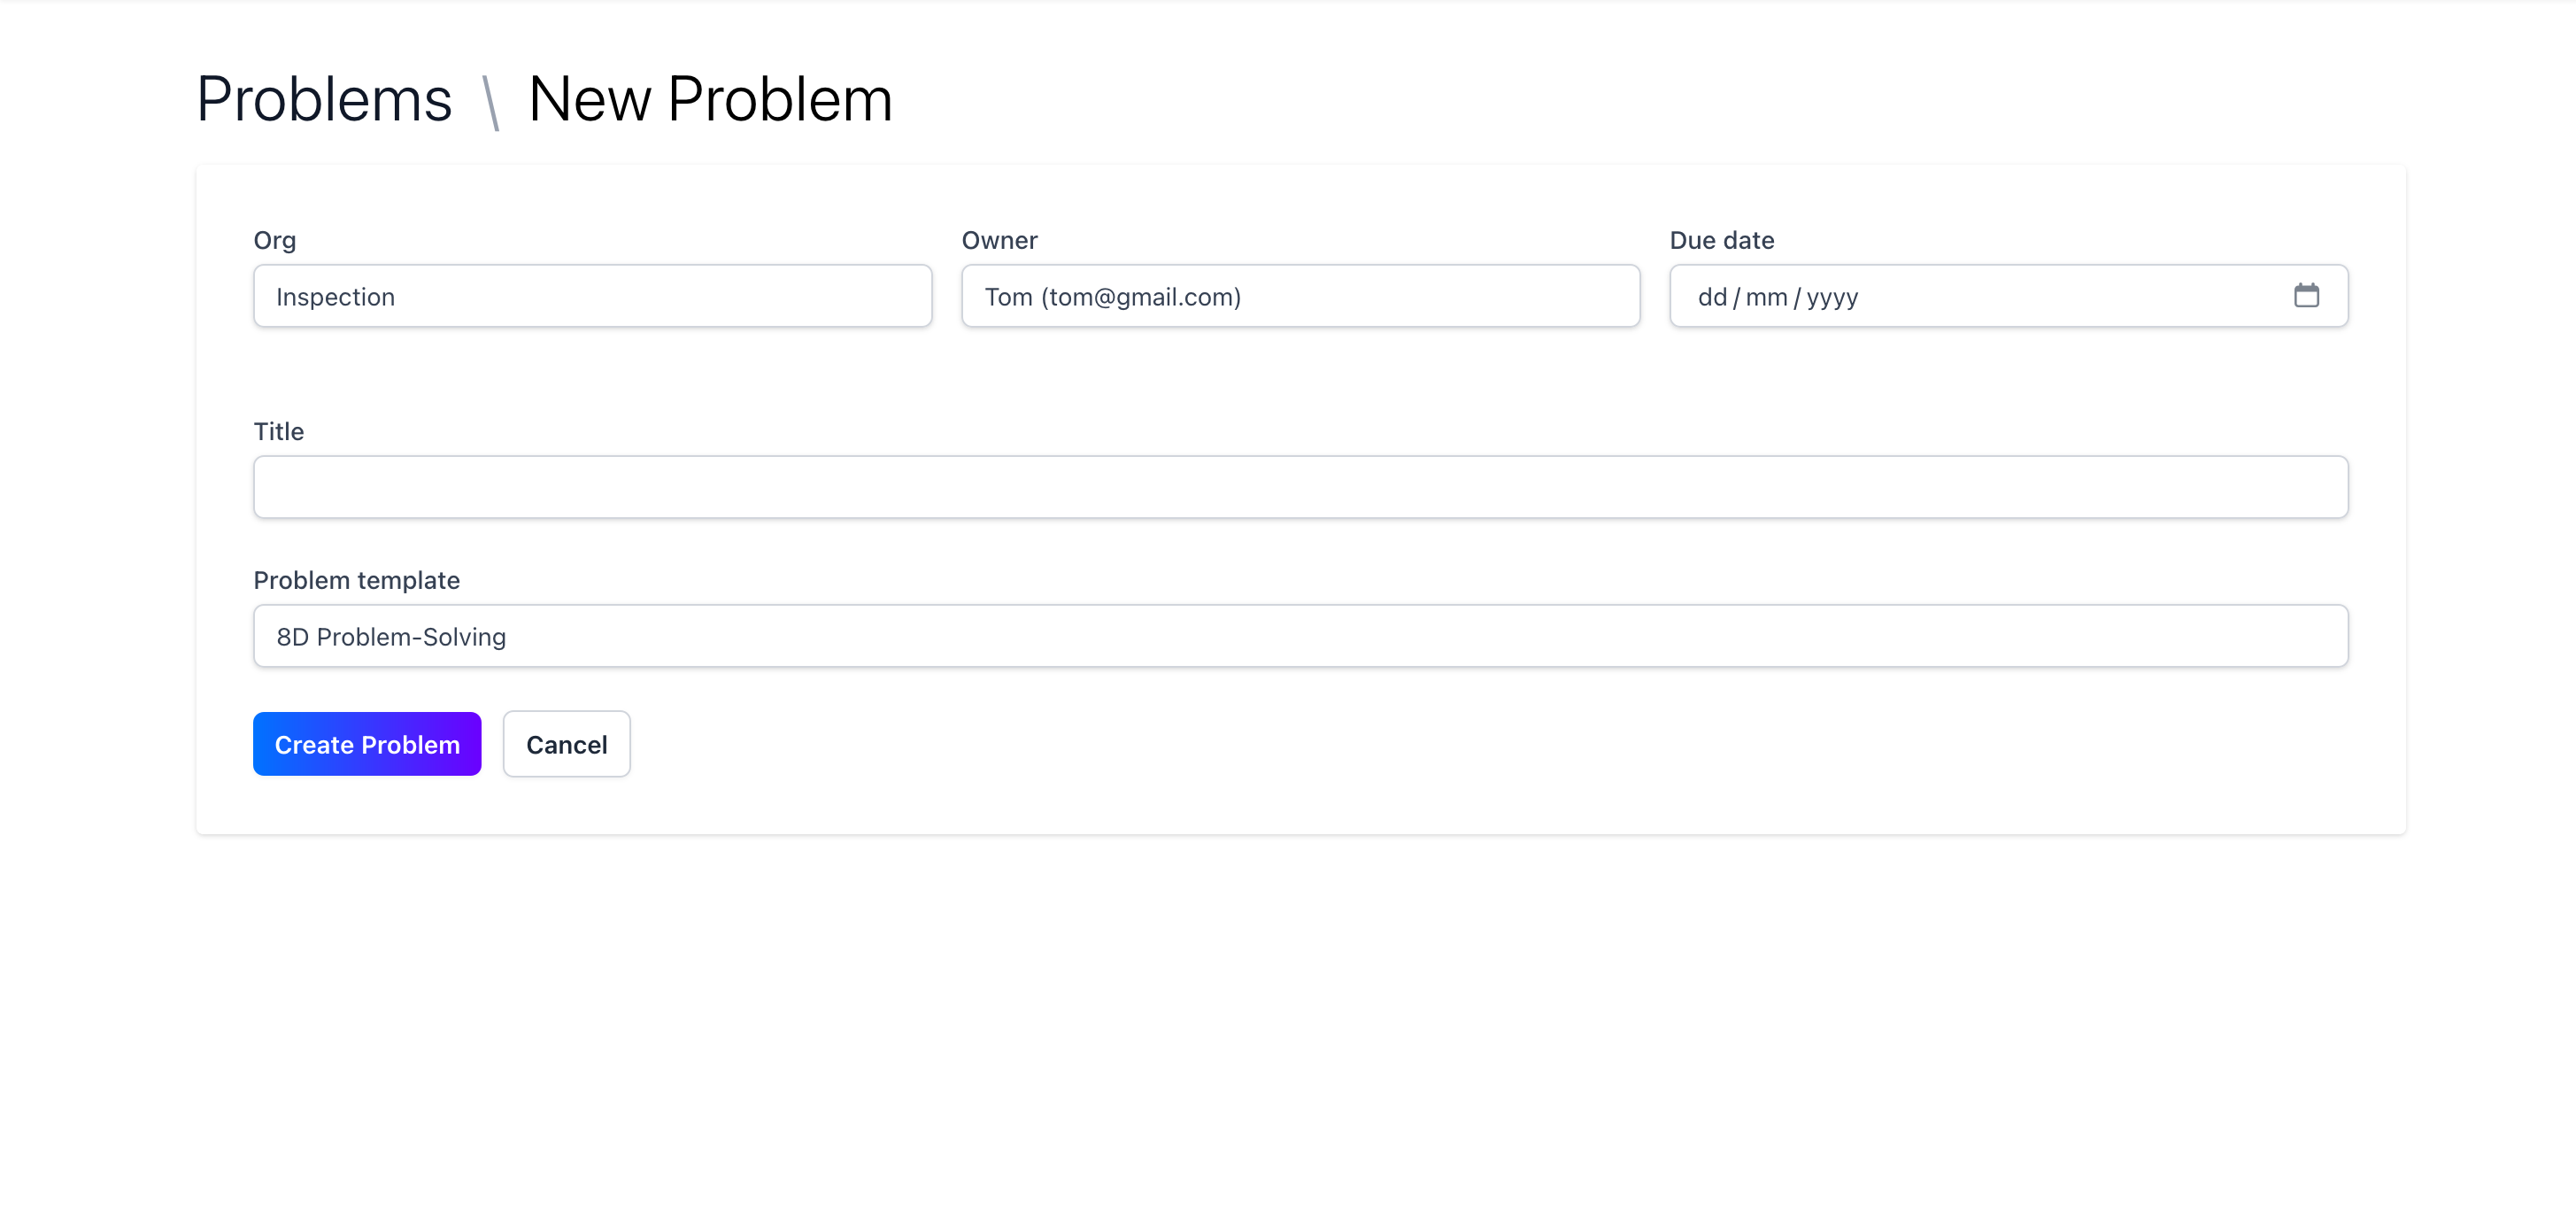 Problems \ New Problem
Org
Owner
Due date
Inspection
Tom (tom@gmail.com)
dd/mm/yyyy
Title
Problem template
8D Problem-Solving
Create Problem
Cancel